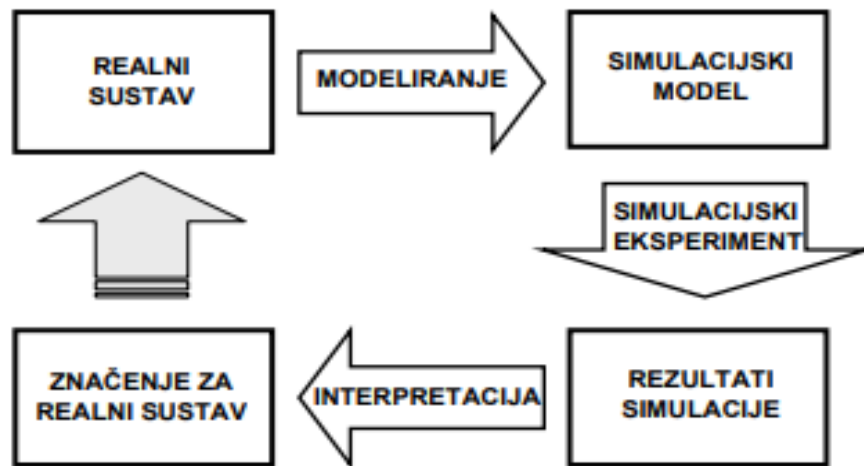 REALNI
SUSTAV
MODELIRANJE
SIMULACIJSKI
MODEL
SIMULACIJSKI
EKSPERIMENT
ZNAČENJE ZA
REALNI SUSTAV
INTERPRETACIJA
REZULTATI
SIMULACIJE